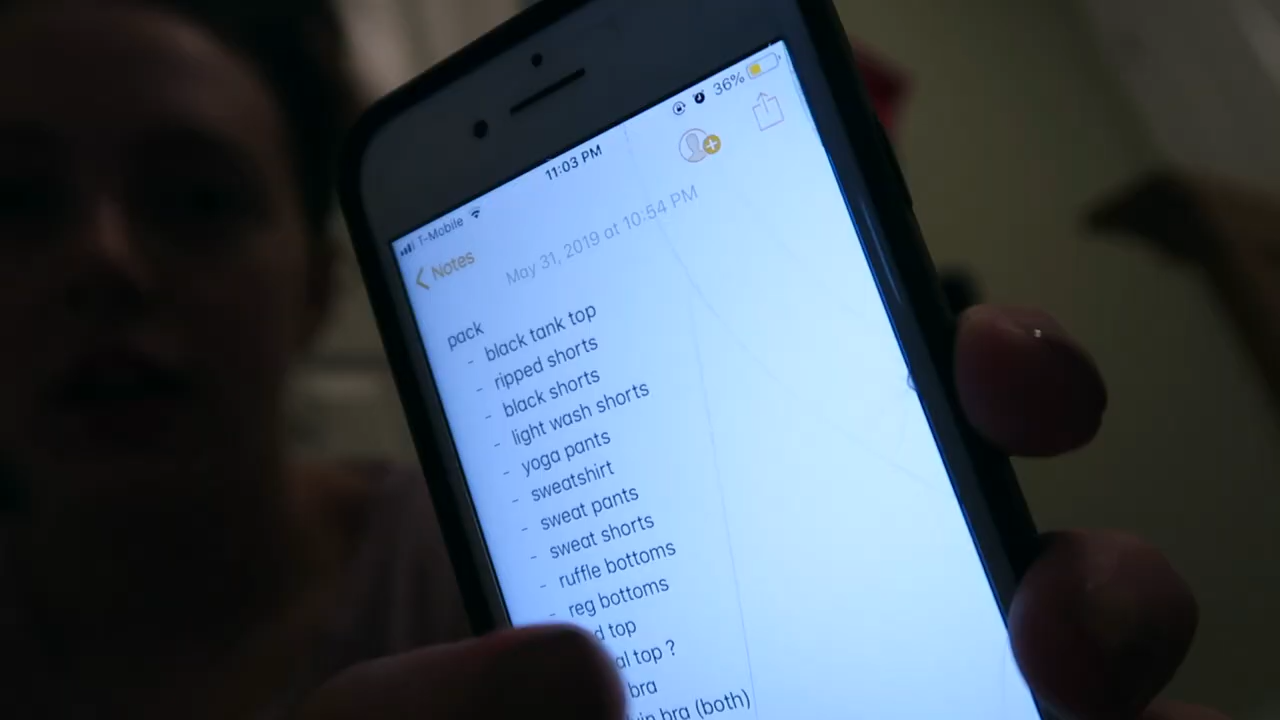 T-Mobile
11:03 PM
36%
Notes
May 31, 2019 at 10:54 PM
pack
- black tank top
- ripped shorts
- black shorts
- light wash shorts
- yoga pants
- sweatshirt
- sweat pants
- sweat shorts
- ruffle bottoms
- reg bottoms
top
top ?
bra
bra (both)